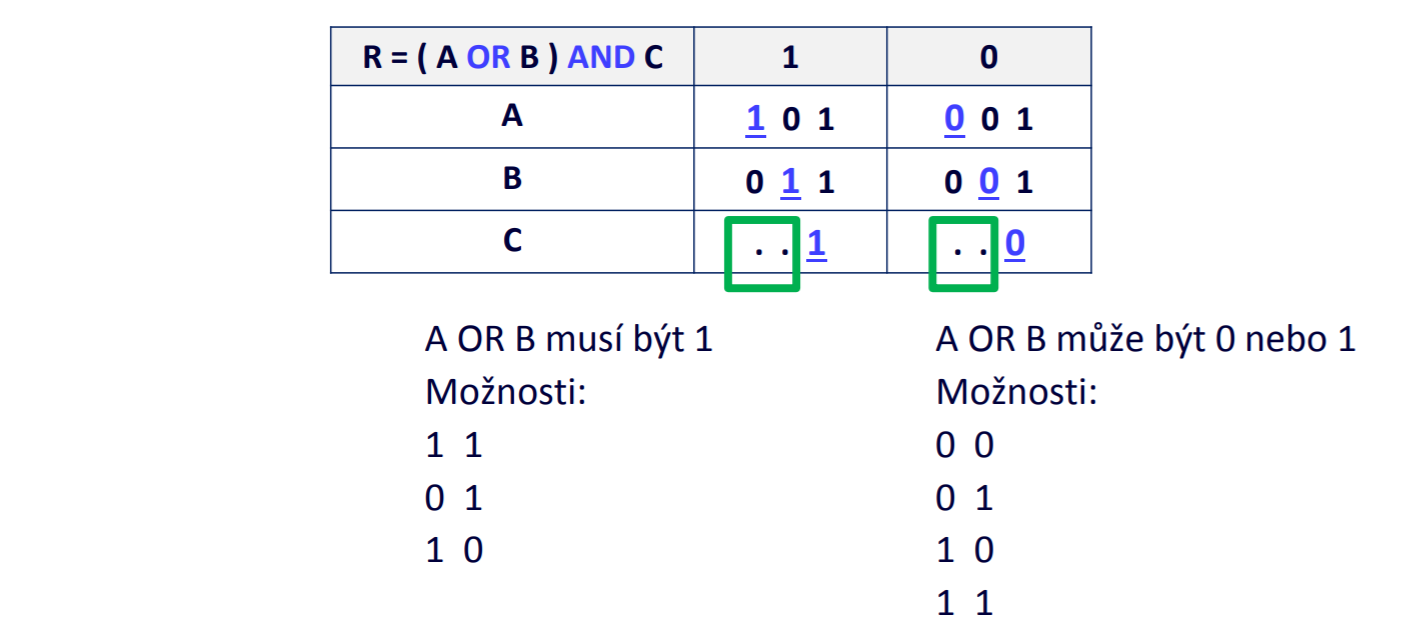 R = ( A OR B ) AND C 1 0
A 1 0 1 0 0 1
B 0 1 1 0 0 1
C . . 1 . . 0
A OR B musí být 1
Možnosti:
1 1
0 1
1 0
A OR B může být 0 nebo 1
Možnosti:
0 0
0 1
1 0
1 1